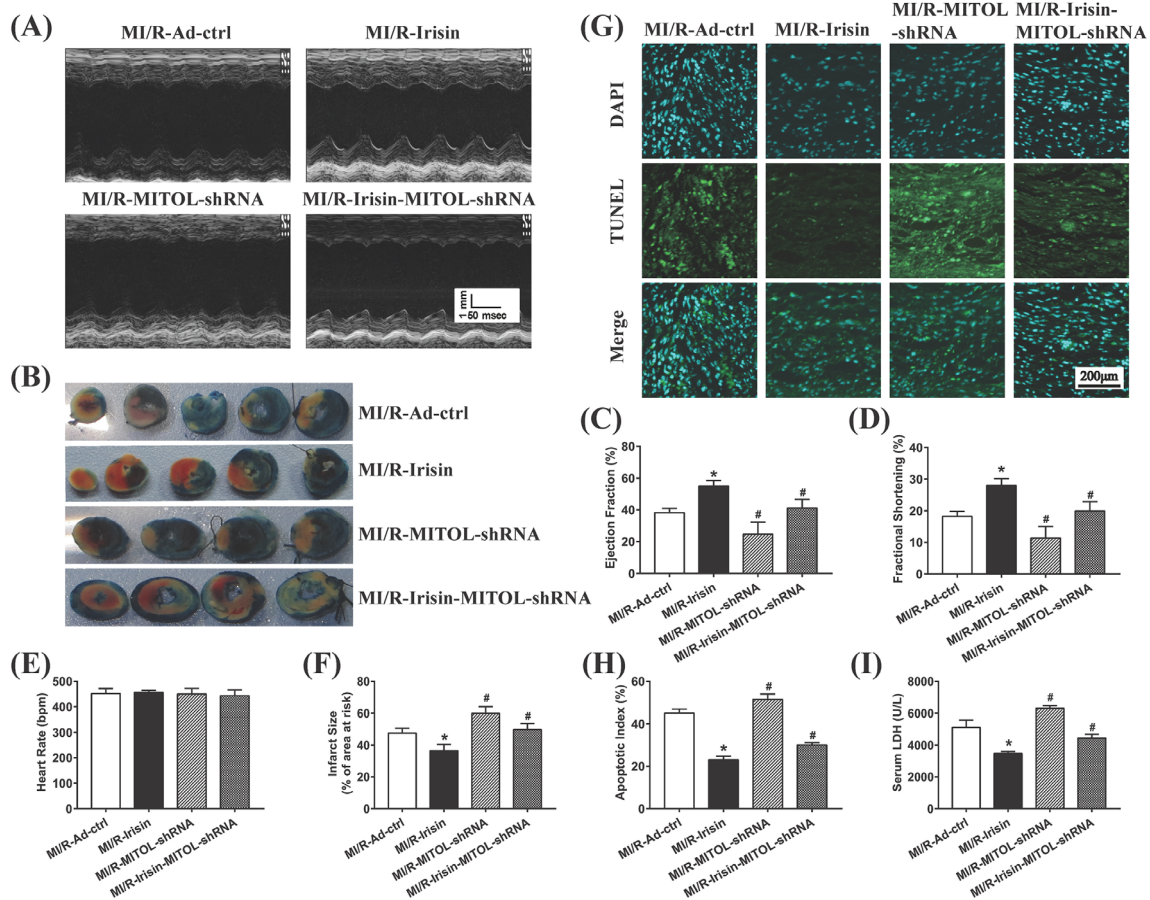 (A)
MI/R-Ad-ctrl
MI/R-Irisin
MI/R-MITOL-shRNA
MI/R-Irisin-MITOL-shRNA
1 mm
50 msec
(B)
MI/R-Ad-ctrl
MI/R-Irisin
MI/R-MITOL-shRNA
MI/R-Irisin-MITOL-shRNA
(G)
MI/R-Ad-ctrl
MI/R-Irisin
MI/R-MITOL
-shRNA
MI/R-Irisin-
MITOL-shRNA
DAPI
TUNEL
Merge
200μm
(C)
Ejection Fraction (%)
80
60
40
20
0
*
#
#
MI/R-Ad-ctrl
MI/R-Irisin
MI/R-MITOL-shRNA
MI/R-Irisin-MITOL-shRNA
(D)
Fractional Shortening (%)
40
30
20
10
0
*
#
#
MI/R-Ad-ctrl
MI/R-Irisin
MI/R-MITOL-shRNA
MI/R-Irisin-MITOL-shRNA
(E)
Heart Rate (bpm)
500
400
300
200
100
0
MI/R-Ad-ctrl
MI/R-Irisin
MI/R-MITOL-shRNA
MI/R-Irisin-MITOL-shRNA
(F)
Infarct Size
(% of area at risk)
80
60
40
20
0
*
#
#
MI/R-Ad-ctrl
MI/R-Irisin
MI/R-MITOL-shRNA
MI/R-Irisin-MITOL-shRNA
(H)
Apoptotic Index (%)
60
40
20
0
*
#
#
MI/R-Ad-ctrl
MI/R-Irisin
MI/R-MITOL-shRNA
MI/R-Irisin-MITOL-shRNA
(I)
Serum LDH (U/L)
8000
6000
4000
2000
0
*
#
#
MI/R-Ad-ctrl
MI/R-Irisin
MI/R-MITOL-shRNA
MI/R-Irisin-MITOL-shRNA